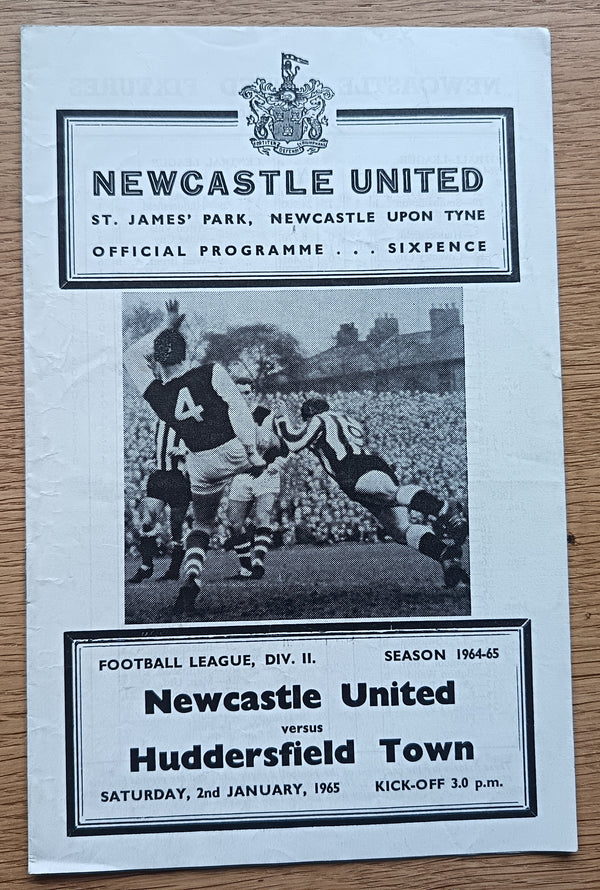 NEWCASTLE UNITED
ST. JAMES' PARK, NEWCASTLE UPON TYNE
OFFICIAL PROGRAMME . . . SIXPENCE
4
FOOTBALL LEAGUE, DIV. II. SEASON 1964-65
Newcastle United
versus
Huddersfield Town
SATURDAY, 2nd JANUARY, 1965 KICK-OFF 3.0 p.m.